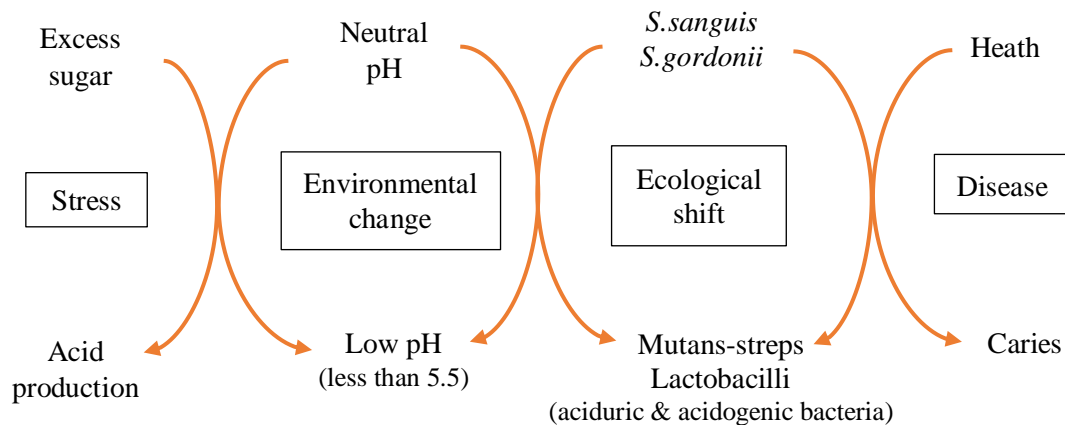 Excess
sugar
Neutral
pH
S.sanguis
S.gordonii
Heath
Stress
Environmental
change
Ecological
shift
Disease
Acid
production
Low pH
(less than 5.5)
Mutans-streps
Lactobacilli
(aciduric & acidogenic bacteria)
Caries